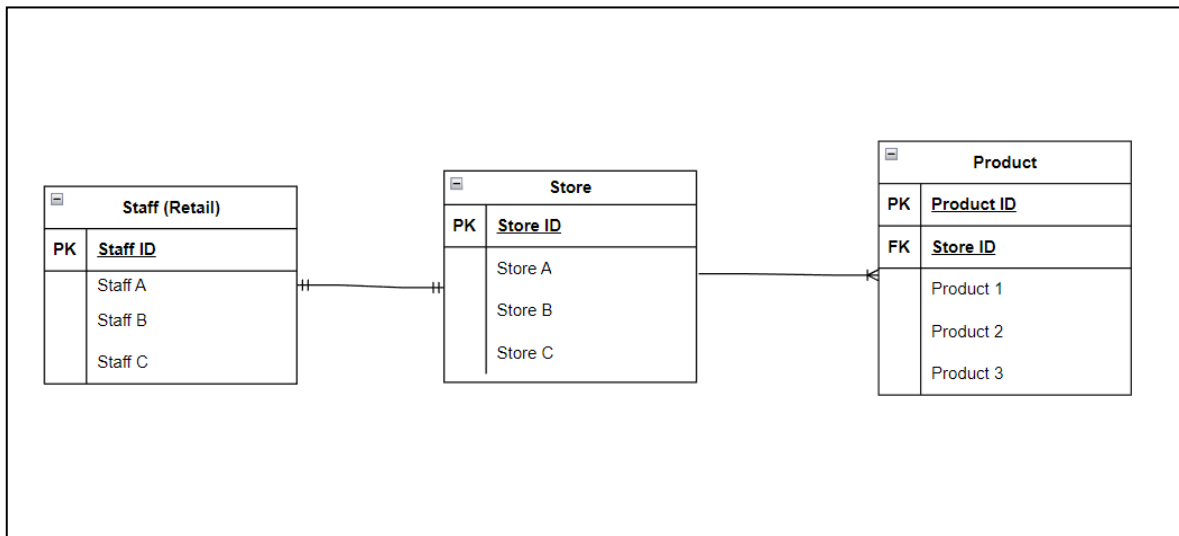 Staff (Retail)
PK Staff ID
Staff A
Staff B
Staff C
Store
PK Store ID
Store A
Store B
Store C
Product
PK Product ID
FK Store ID
Product 1
Product 2
Product 3